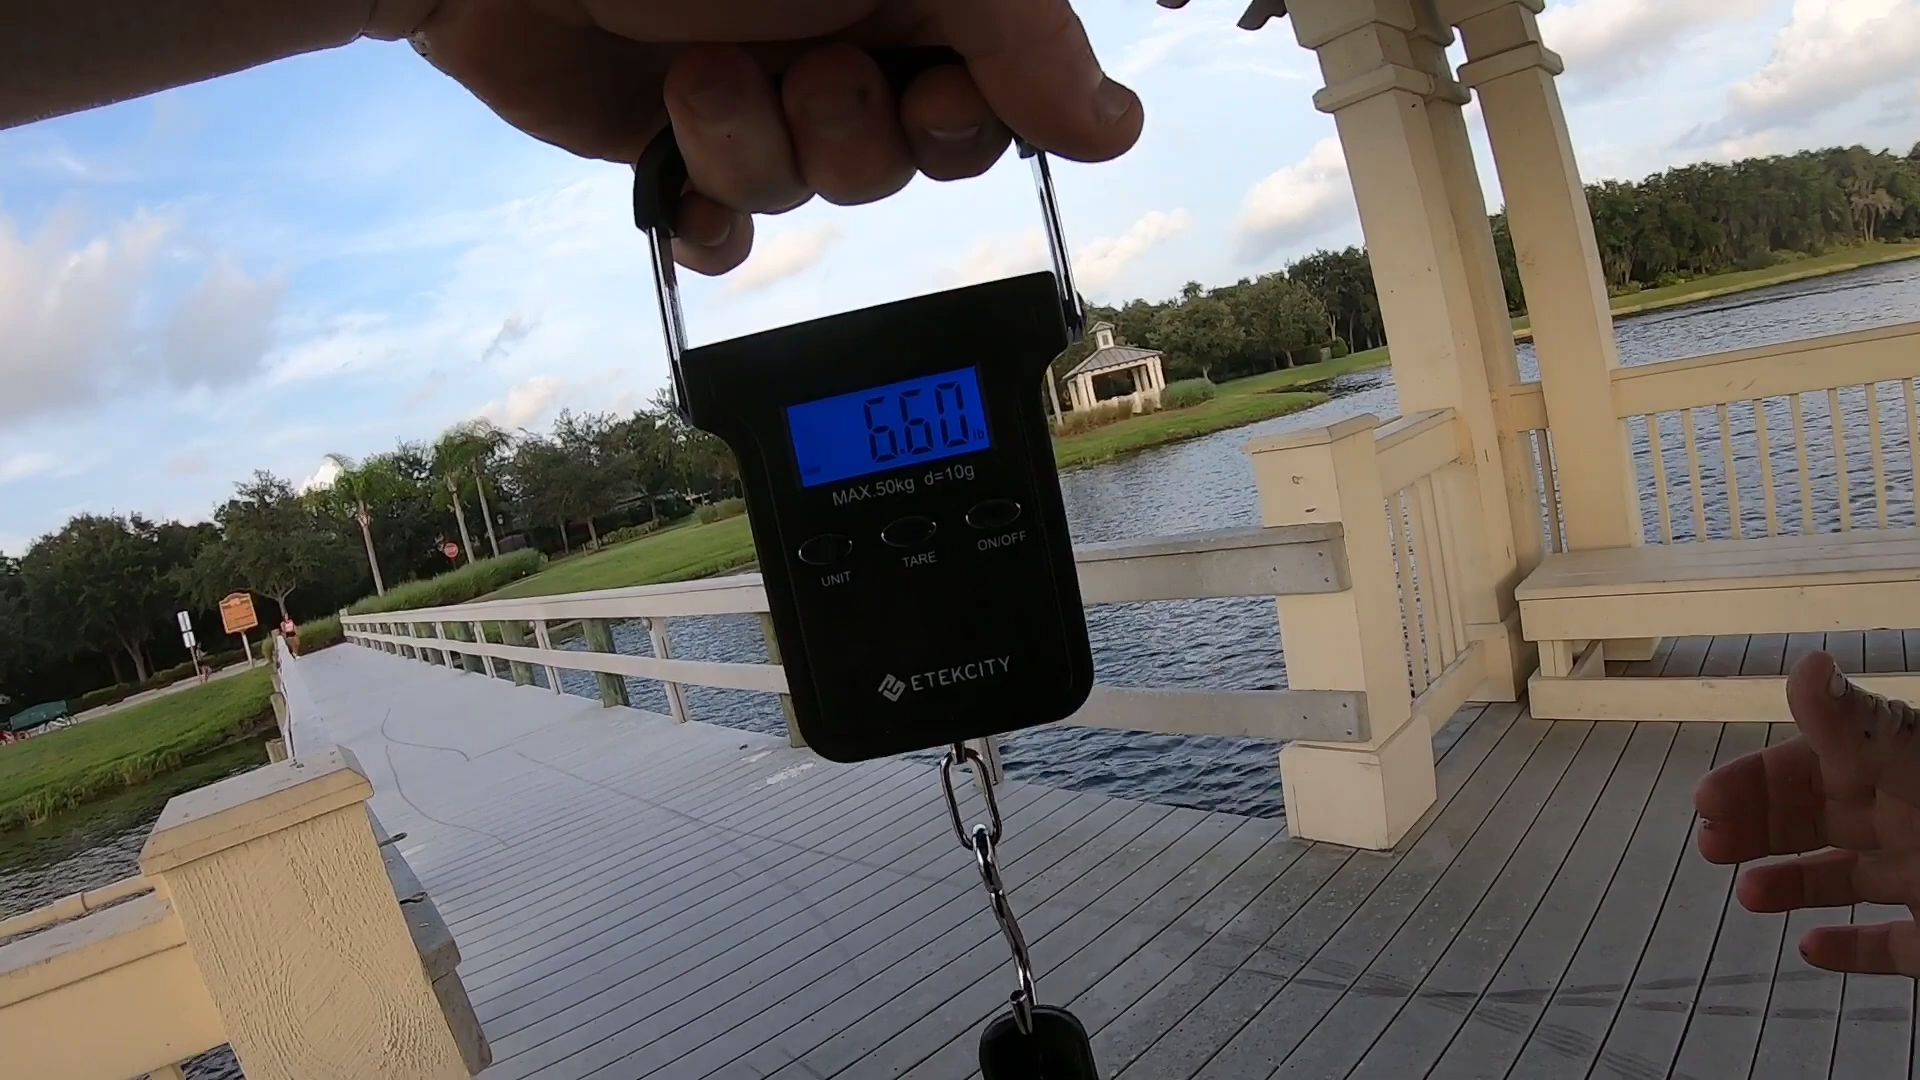 6.60 lb
MAX.50kg d=10g
UNIT TARE ON/OFF
ETEKCITY